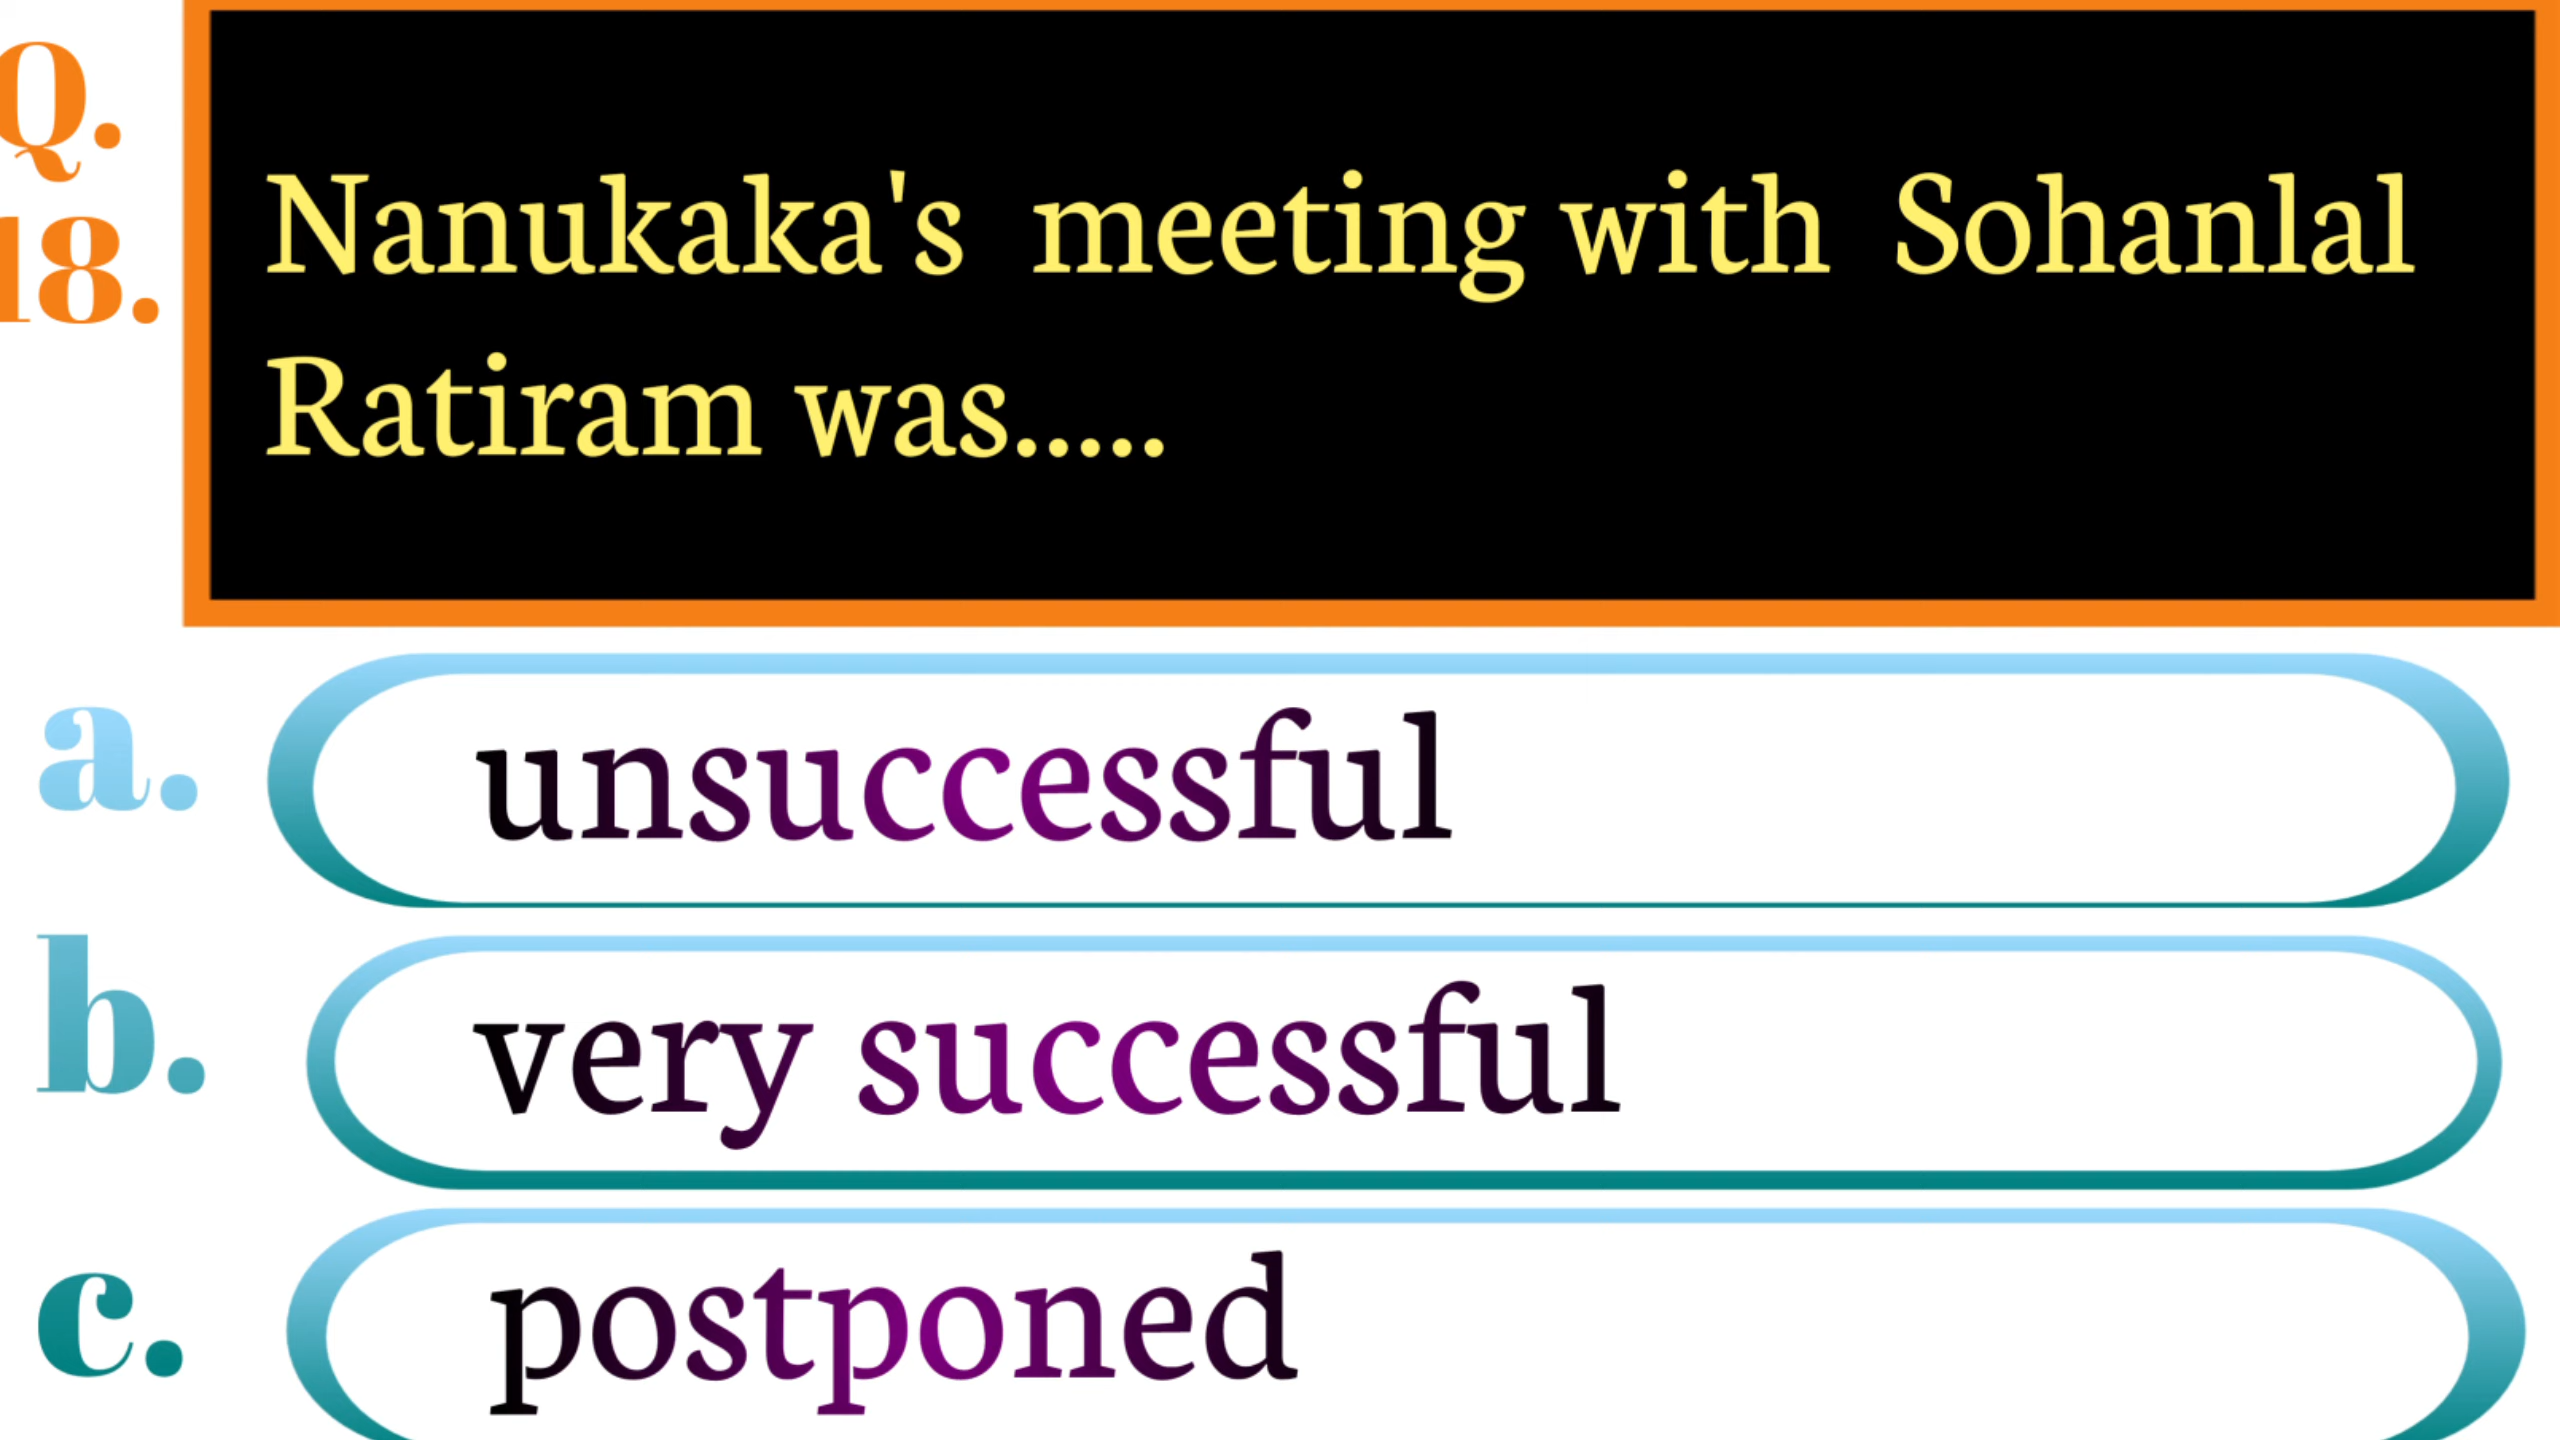 Q.
18.
Nanukaka's meeting with Sohanlal
Ratiram was.....
a. unsuccessful
b. very successful
c. postponed